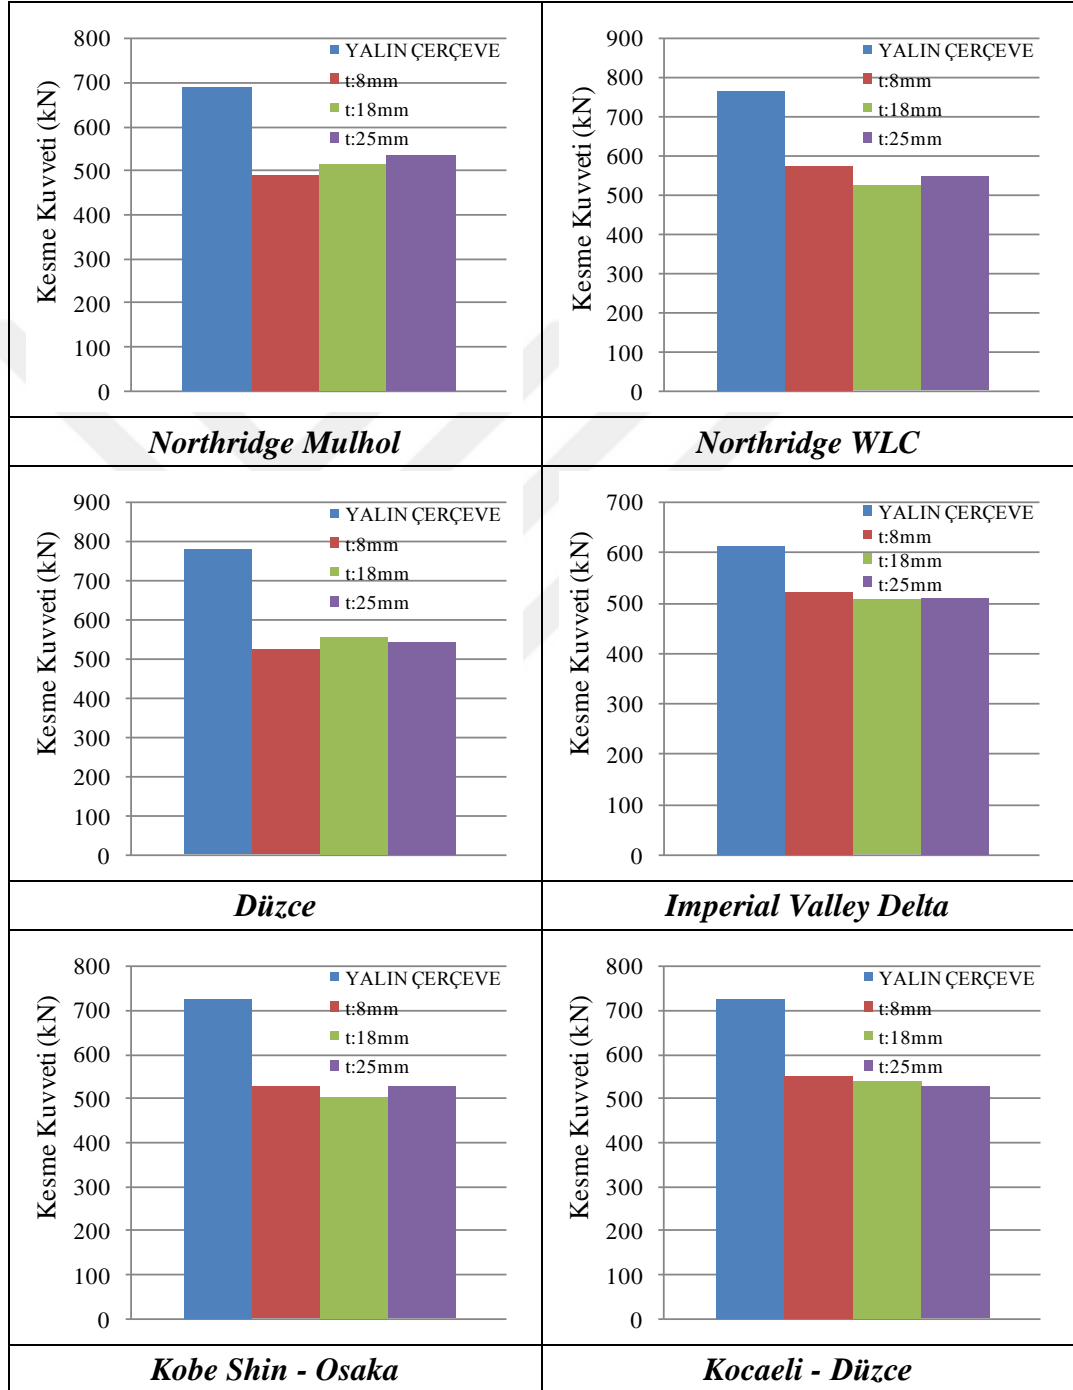 800
700
600
500
400
300
200
100
0
Kesme Kuvveti (kN)
YALIN ÇERÇEVE
t:8mm
t:18mm
t:25mm
Northridge Mulhol
900
800
700
600
500
400
300
200
100
0
Kesme Kuvveti (kN)
YALIN ÇERÇEVE
t:8mm
t:18mm
t:25mm
Northridge WLC
900
800
700
600
500
400
300
200
100
0
Kesme Kuvveti (kN)
YALIN ÇERÇEVE
t:8mm
t:18mm
t:25mm
Düzce
700
600
500
400
300
200
100
0
Kesme Kuvveti (kN)
YALIN ÇERÇEVE
t:8mm
t:18mm
t:25mm
Imperial Valley Delta
800
700
600
500
400
300
200
100
0
Kesme Kuvveti (kN)
YALIN ÇERÇEVE
t:8mm
t:18mm
t:25mm
Kobe Shin - Osaka
800
700
600
500
400
300
200
100
0
Kesme Kuvveti (kN)
YALIN ÇERÇEVE
t:8mm
t:18mm
t:25mm
Kocaeli - Düzce